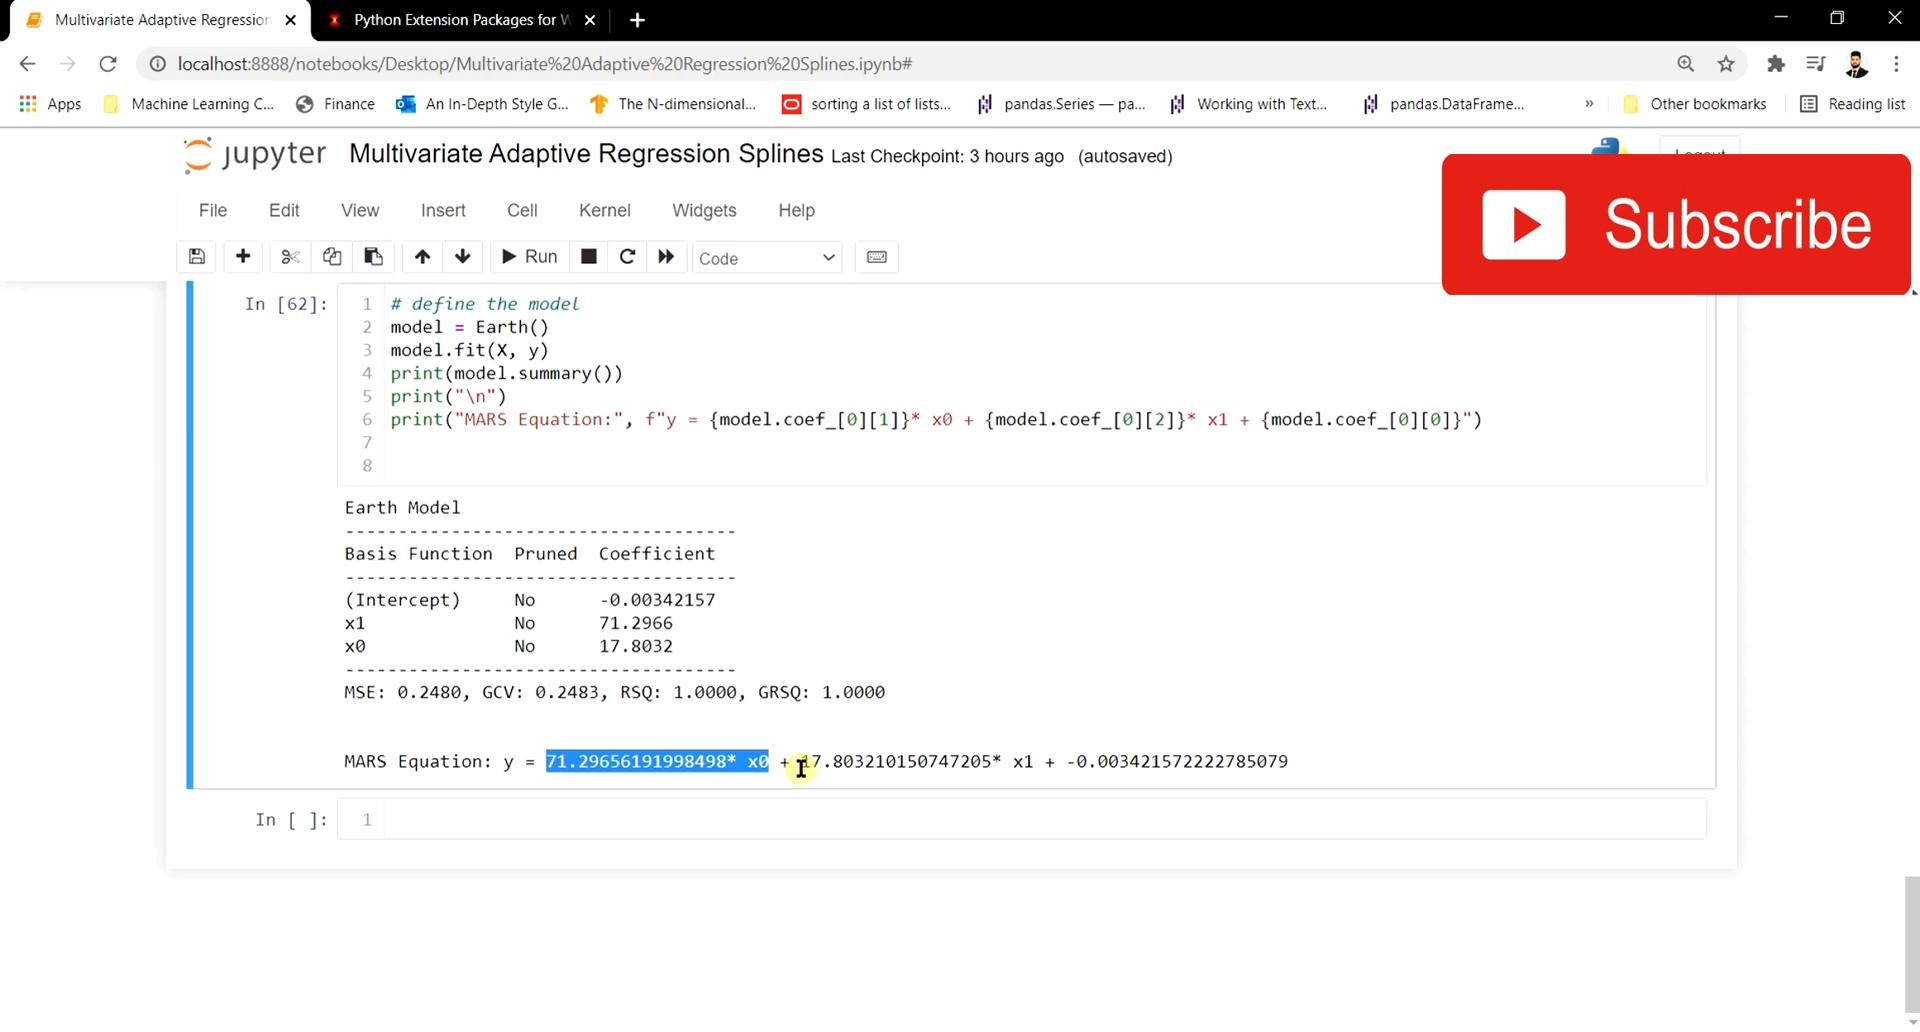 Multivariate Adaptive Regression
Python Extension Packages for W
localhost:8888/notebooks/Desktop/Multivariate%20Adaptive%20Regression%20Splines.ipynb#
Apps Machine Learning C... Finance An In-Depth Style G... The N-dimensional... sorting a list of lists... pandas.Series — pa... Working with Text... pandas.DataFrame... » Other bookmarks Reading list
jupyter Multivariate Adaptive Regression Splines Last Checkpoint: 3 hours ago (autosaved)
File Edit View Insert Cell Kernel Widgets Help
Subscribe
Run Code
In [62]:
1 # define the model
2 model = Earth()
3 model.fit(X, y)
4 print(model.summary())
5 print("\n")
6 print("MARS Equation:", f"y = {model.coef_[0][1]}* x0 + {model.coef_[0][2]}* x1 + {model.coef_[0][0]}")
7
8
Earth Model
-------------------------------------
Basis Function Pruned Coefficient
-------------------------------------
(Intercept) No -0.00342157
x1 No 71.2966
x0 No 17.8032
-------------------------------------
MSE: 0.2480, GCV: 0.2483, RSQ: 1.0000, GRSQ: 1.0000
MARS Equation: y = 71.29656191998498* x0 + 17.803210150747205* x1 + -0.003421572222785079
In [ ]: 1